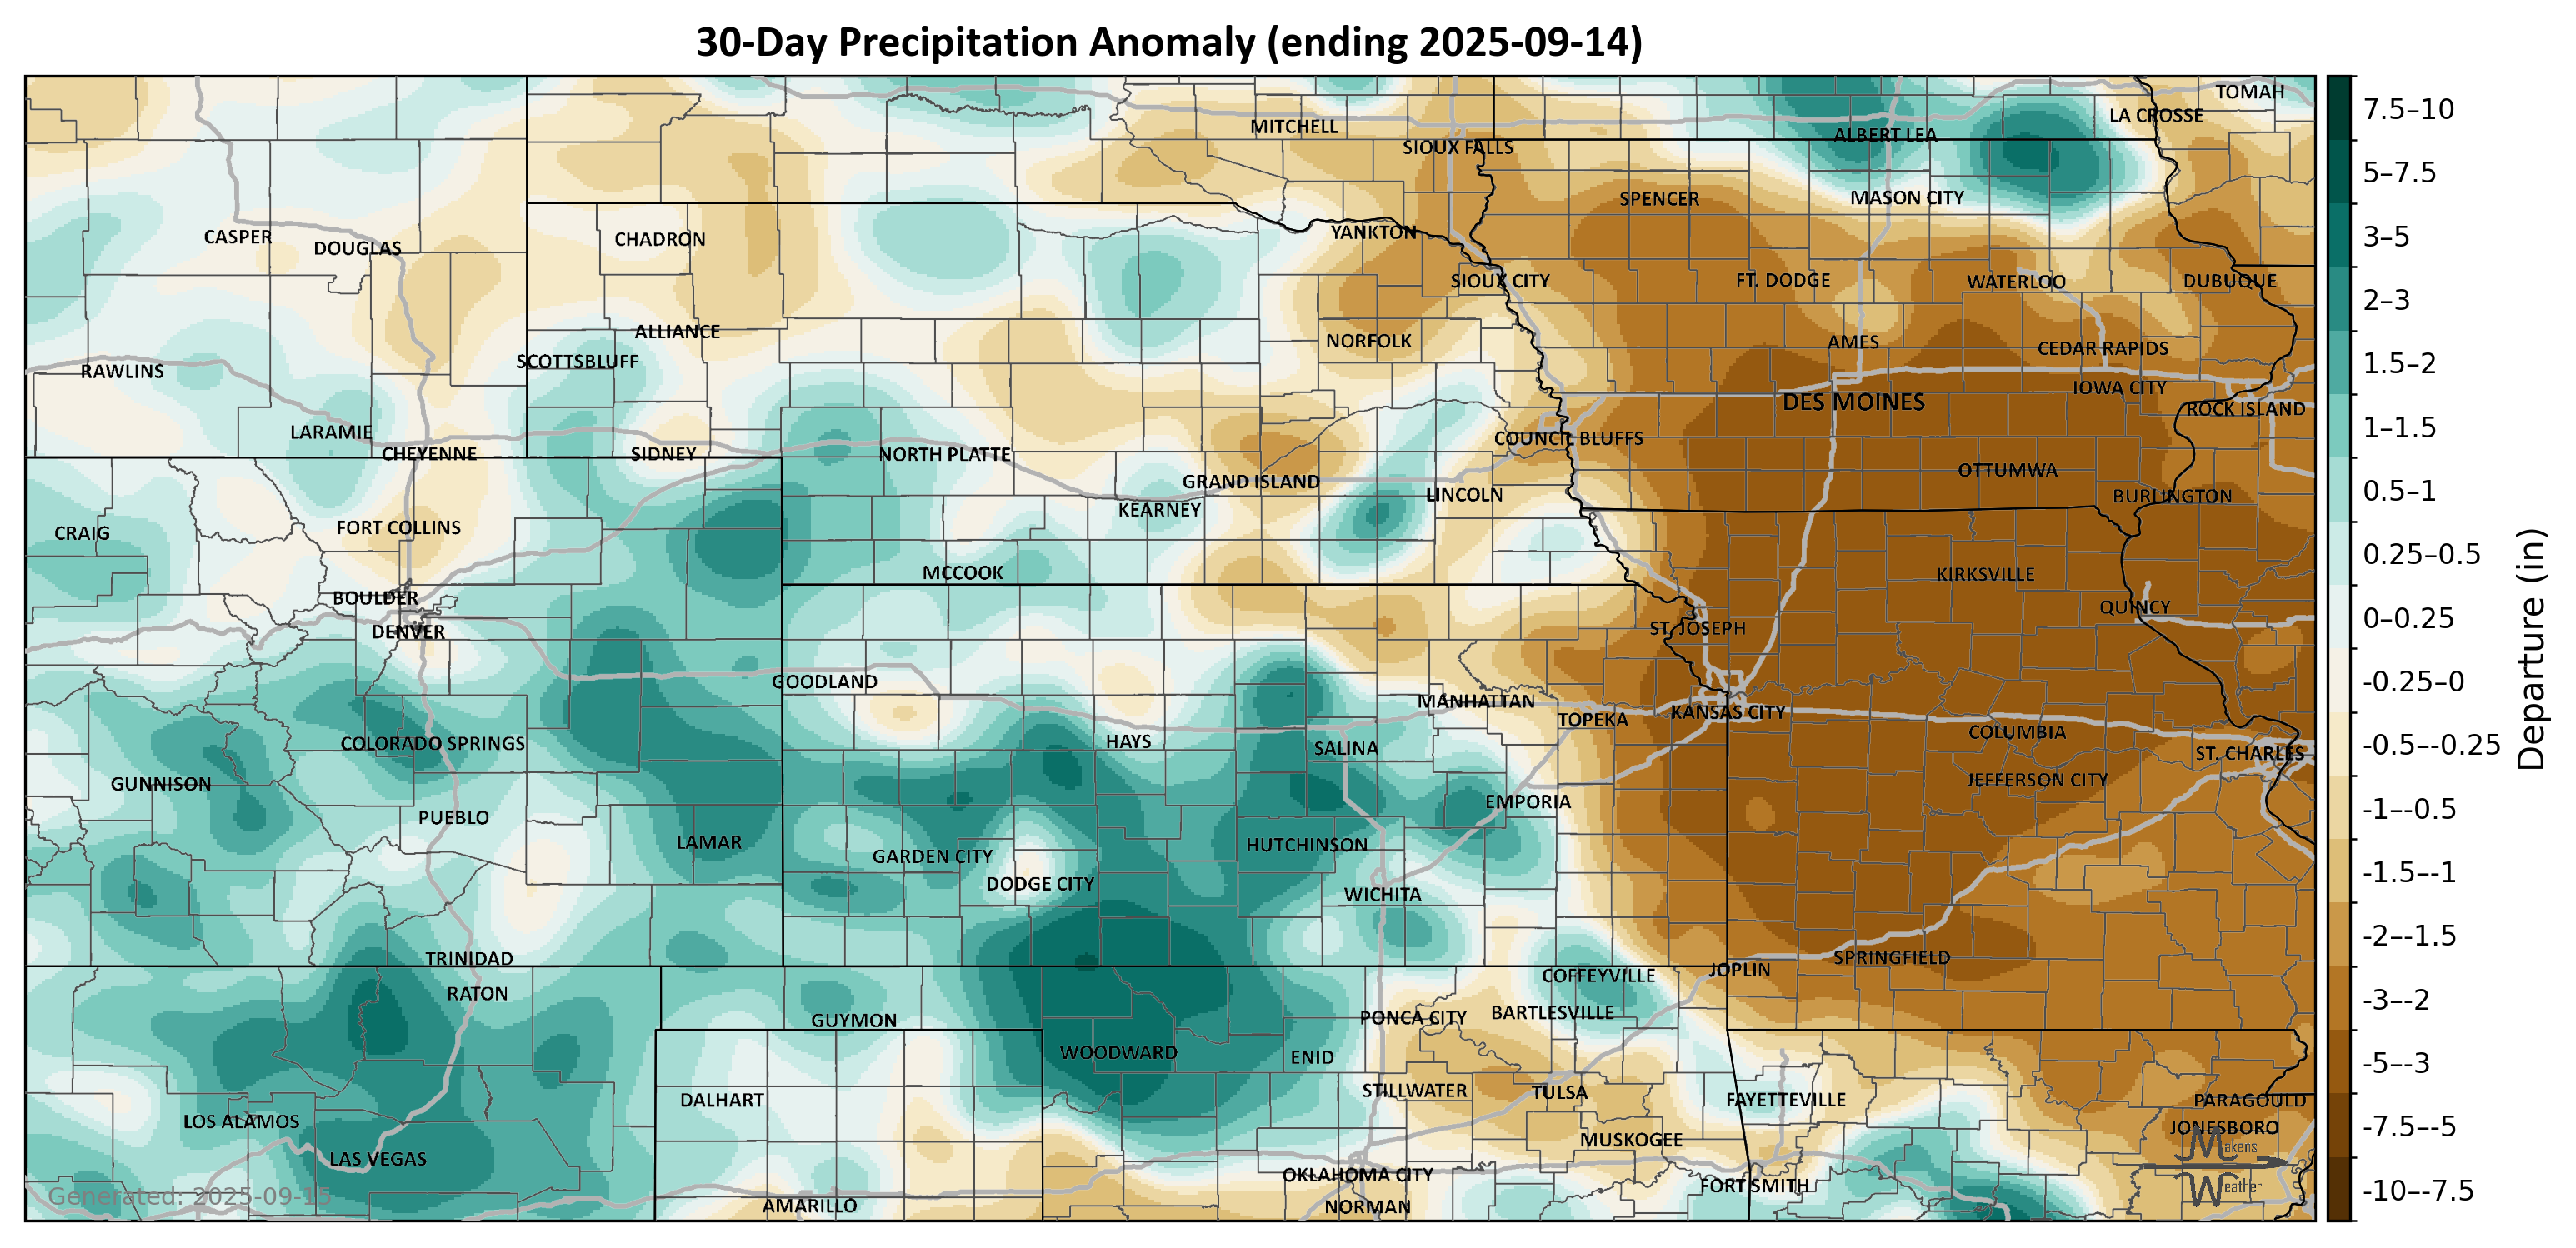 30-Day Precipitation Anomaly (ending 2025-09-14)
TOMAH
LA CROSSE
MITCHELL
ALBERT LEA
SIOUX FALLS
SPENCER
MASON CITY
YANKTON
CASPER
DOUGLAS
CHADRON
SIOUX CITY
FT. DODGE
WATERLOO
DUBUQUE
ALLIANCE
NORFOLK
AMES
CEDAR RAPIDS
SCOTTSBLUFF
RAWLINS
IOWA CITY
DES MOINES
ROCK ISLAND
LARAMIE
COUNCIL BLUFFS
CHEYENNE
SIDNEY
NORTH PLATTE
OTTUMWA
GRAND ISLAND
LINCOLN
BURLINGTON
KEARNEY
CRAIG
FORT COLLINS
MCCOOK
KIRKSVILLE
BOULDER
QUINCY
DENVER
ST. JOSEPH
GOODLAND
MANHATTAN
TOPEKA
KANSAS CITY
COLUMBIA
HAYS
SALINA
COLORADO SPRINGS
ST. CHARLES
GUNNISON
JEFFERSON CITY
EMPORIA
PUEBLO
LAMAR
HUTCHINSON
GARDEN CITY
DODGE CITY
WICHITA
TRINIDAD
SPRINGFIELD
JOPLIN
COFFEYVILLE
RATON
GUYMON
PONCA CITY
BARTLESVILLE
WOODWARD
ENID
STILLWATER
TULSA
DALHART
FAYETTEVILLE
PARAGOULD
LOS ALAMOS
JONESBORO
MUSKOGEE
LAS VEGAS
OKLAHOMA CITY
FORT SMITH
AMARILLO
NORMAN
Generated: 2025-09-15
Makens
Weather
7.5–10
5–7.5
3–5
2–3
1.5–2
1–1.5
0.5–1
0.25–0.5
0–0.25
-0.25–0
-0.5–-0.25
-1–-0.5
-1.5–-1
-2–-1.5
-3–-2
-5–-3
-7.5–-5
-10–-7.5
Departure (in)